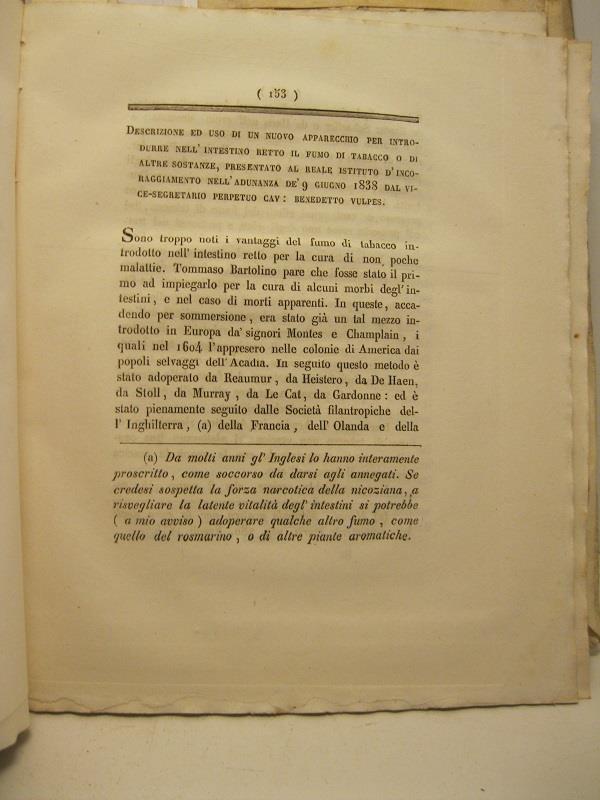 ( 153 )
DESCRIZIONE ED USO DI UN NUOVO APPARECCHIO PER INTRO-
DURRE NELL'INTESTINO RETTO IL FUMO DI TABACCO O DI
ALTRE SOSTANZE, PRESENTATO AL REALE ISTITUTO D'INCO-
RAGGIAMENTO NELL'ADUNANZA DE'9 GIUGNO 1838 DAL VI-
CE-SEGRETARIO PERPETUO CAV: BENEDETTO VULPES.
Sono troppo noti i vantaggi del fumo di tabacco in-
trodotto nell'intestino retto per la cura di non poche
malattie. Tommaso Bartolino pare che fosse stato il pri-
mo ad impiegarlo per la cura di alcuni morbi degl'in-
testini, e nel caso di morti apparenti. In queste, acca-
dendo per sommersione, era stato già un tal mezzo in-
trodotto in Europa da'signori Montes e Champlain, i
quali nel 1604 l'appresero nelle colonie di America dai
popoli selvaggi dell'Acadia. In seguito questo metodo è
stato adoperato da Reaumur, da Heistero, da De Haen,
da Stoll, da Murray, da Le Cat, da Gardonne: ed è
stato pienamente seguito dalle Società filantropiche del-
l'Inghilterra, (a) della Francia, dell'Olanda e della
(a) Da molti anni gl'Inglesi lo hanno interamente
proscritto, come soccorso da darsi agli annegati. Se
credesi sospetta la forza narcotica della nicoziana, a
risvegliare la latente vitalità degl'intestini si potrebbe
( a mio avviso ) adoperare qualche altro fumo, come
quello del rosmarino, o di altre piante aromatiche.